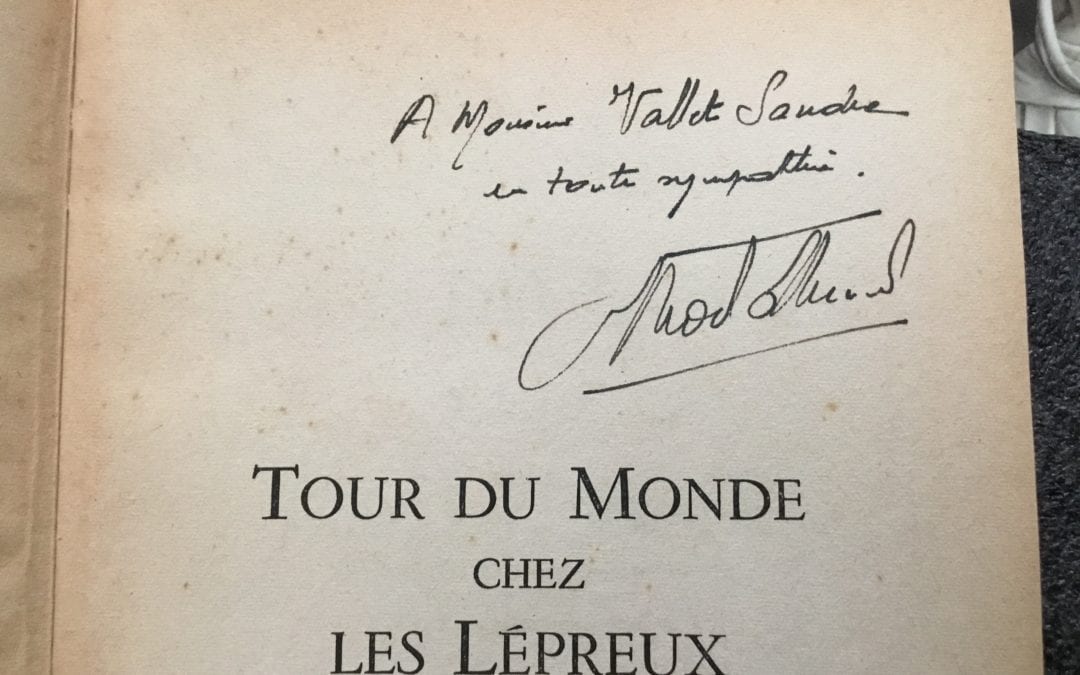 A Monsieur Vallet Sandre
en toute sympathie.
TOUR DU MONDE
CHEZ
LES LÉPREUX